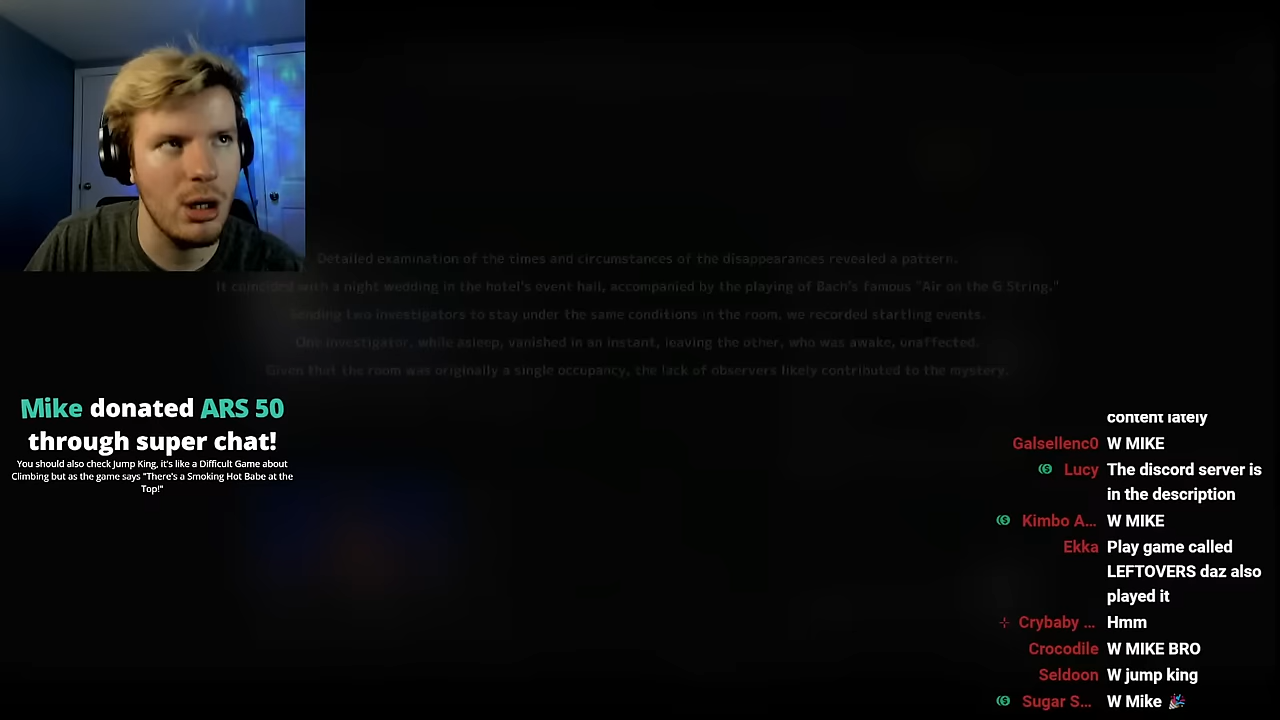 Detailed examination of the times and circumstances of the disappearances revealed a pattern.
It coincided with a night wedding in the hotel's event hall, accompanied by the playing of Bach's famous "Air on the G String."
Sending two investigators to stay under the same conditions in the room, we recorded startling events.
One investigator, while asleep, vanished in an instant, leaving the other, who was awake, unaffected.
Given that the room was originally a single occupancy, the lack of observers likely contributed to the mystery.
Mike donated ARS 50
through super chat!
You should also check Jump King, it's like a Difficult Game about
Climbing but as the game says "There's a Smoking Hot Babe at the
Top!"
content lately
Galsellenc0 W MIKE
Lucy The discord server is
in the description
Kimbo A... W MIKE
Ekka Play game called
LEFTOVERS daz also
played it
Crybaby ... Hmm
Crocodile W MIKE BRO
Seldoon W jump king
Sugar S... W Mike 🎉